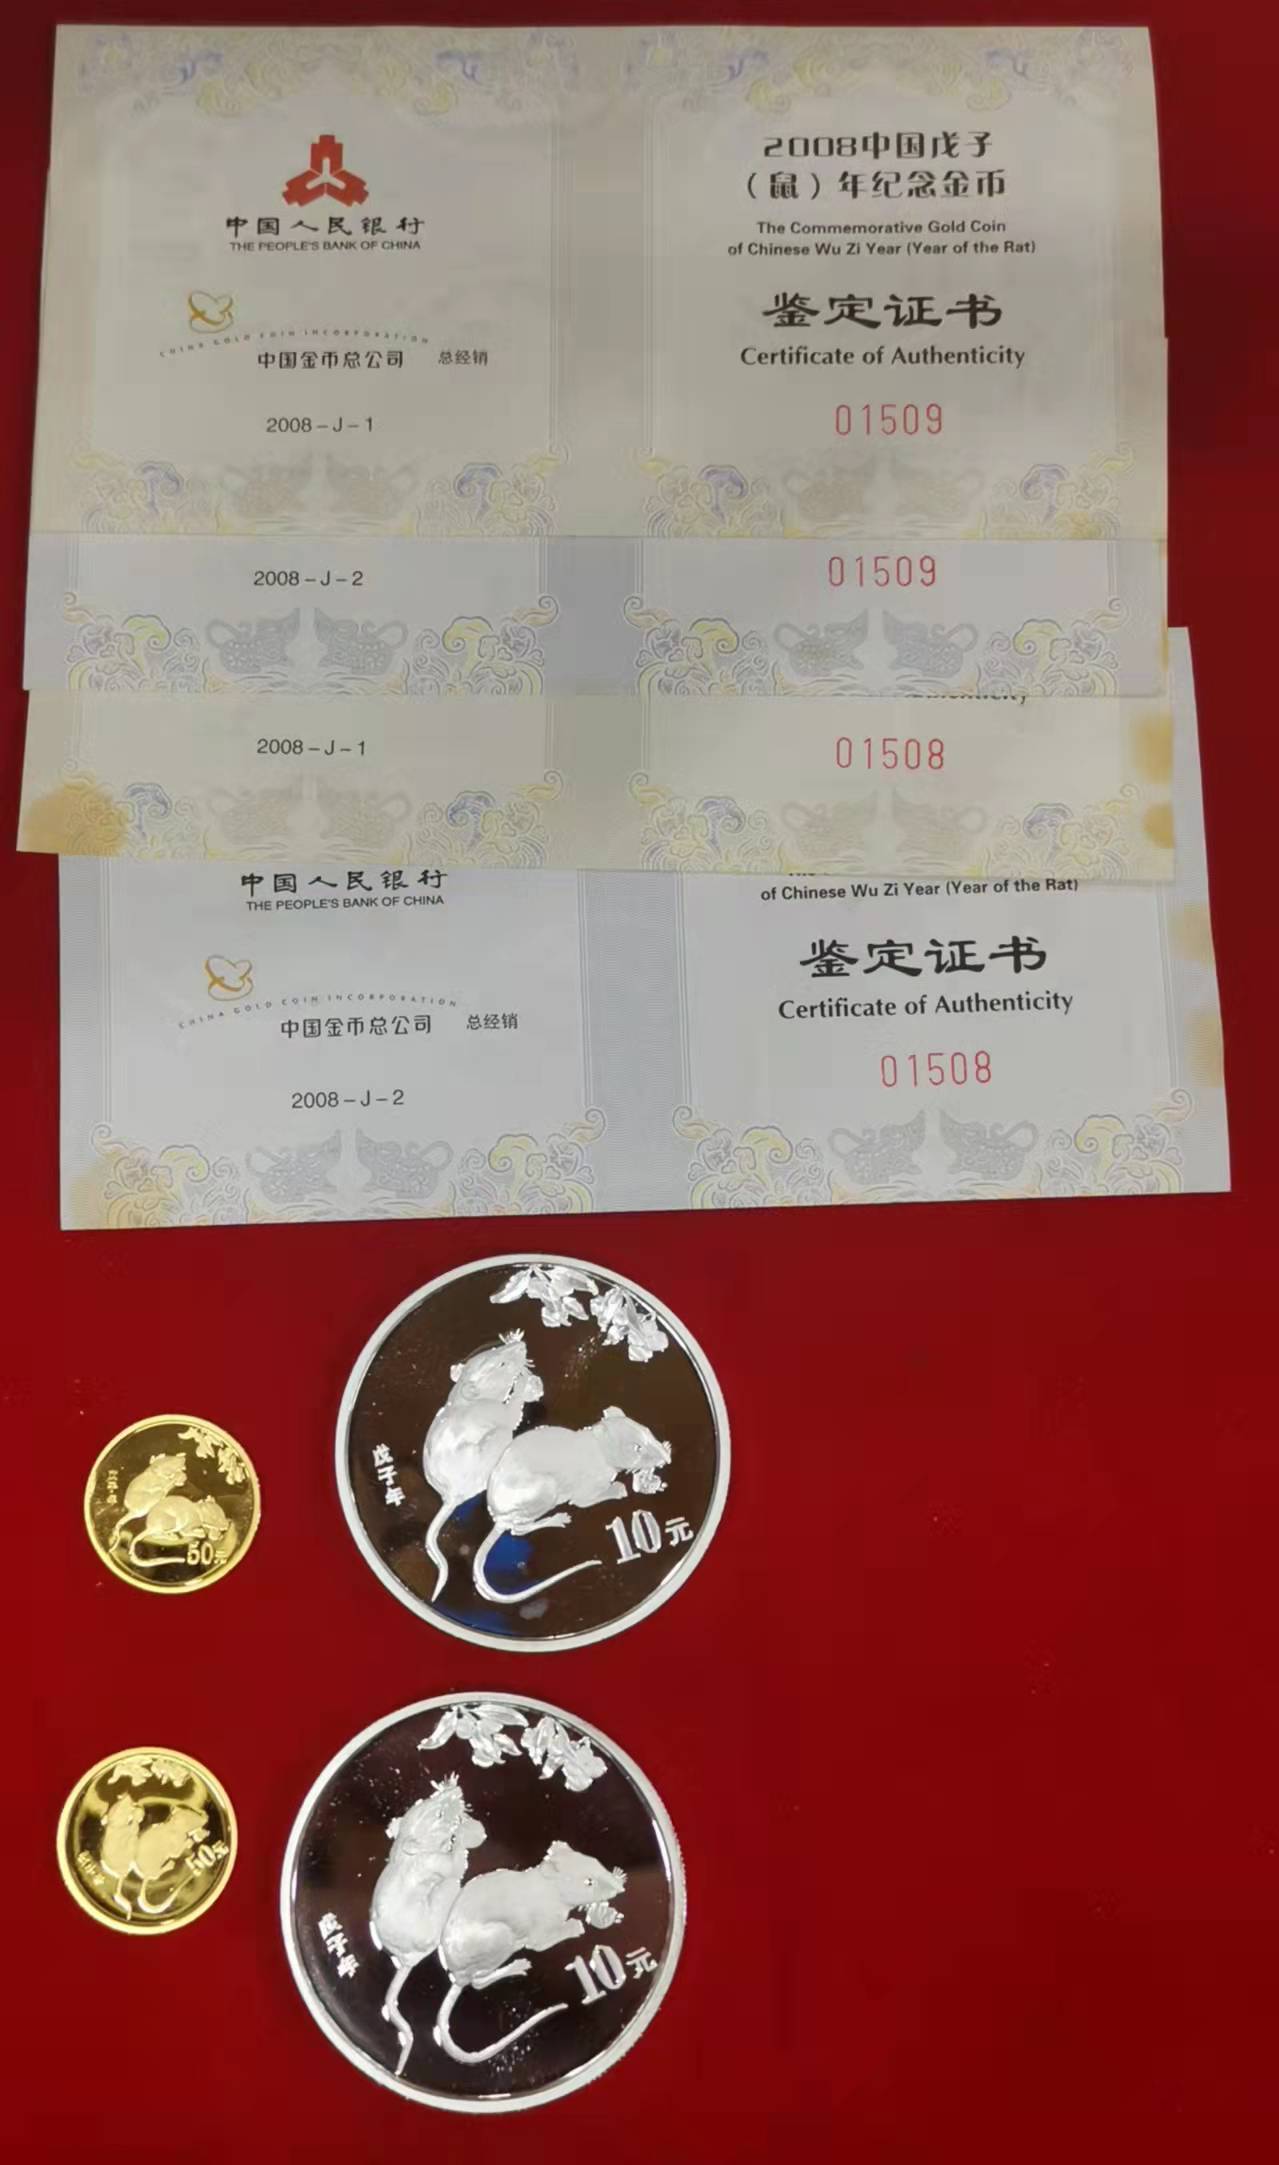 中国人民银行
THE PEOPLE'S BANK OF CHINA
CHINA GOLD COIN INCORPORATION
中国金币总公司 总经销
2008-J-1
2008中国戊子
（鼠）年纪念金币
The Commemorative Gold Coin
of Chinese Wu Zi Year (Year of the Rat)
鉴定证书
Certificate of Authenticity
01509
2008-J-2
01509
2008-J-1
01508
中国人民银行
THE PEOPLE'S BANK OF CHINA
CHINA GOLD COIN INCORPORATION
中国金币总公司 总经销
2008-J-2
of Chinese Wu Zi Year (Year of the Rat)
鉴定证书
Certificate of Authenticity
01508
戊子年
10元
50元
戊子年
10元
50元